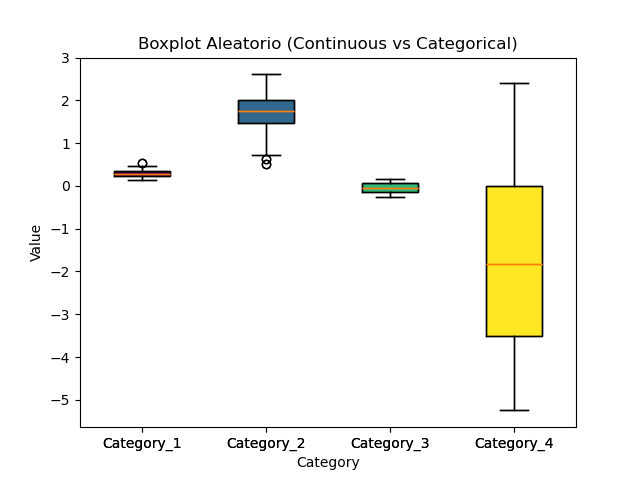 Boxplot Aleatorio (Continuous vs Categorical)
3
2
1
0
−1
−2
−3
−4
−5
Value
Category_1 Category_2 Category_3 Category_4
Category